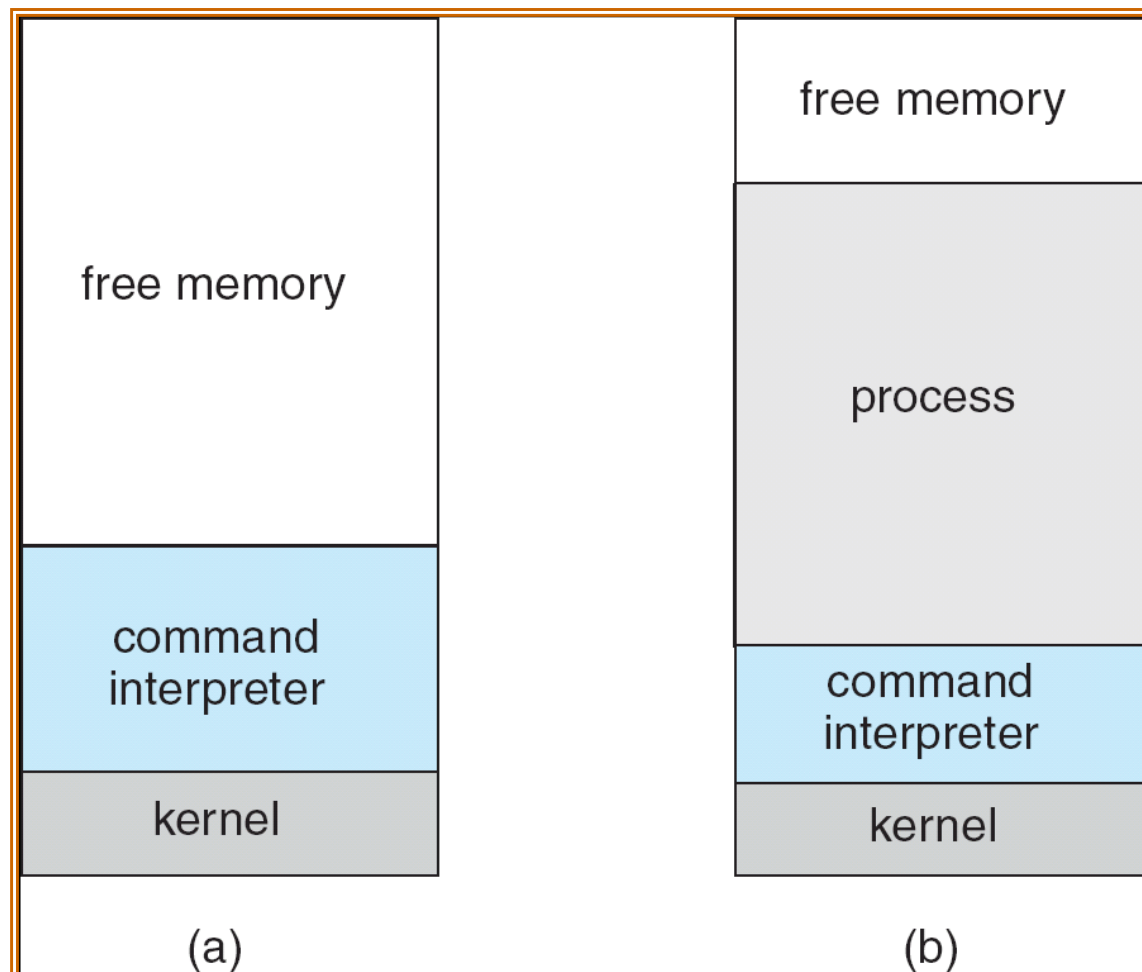 free memory
command
interpreter
kernel
(a)
free memory
process
command
interpreter
kernel
(b)